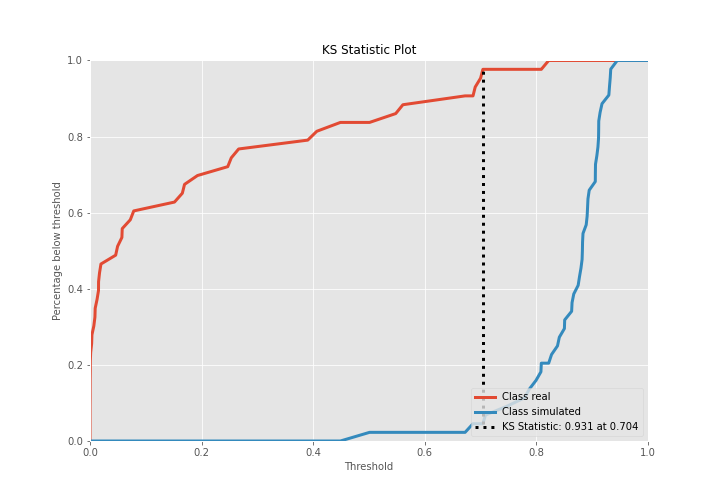 KS Statistic Plot
1.0
0.8
0.6
0.4
0.2
0.0
Percentage below threshold
0.0 0.2 0.4 0.6 0.8 1.0
Threshold
Class real
Class simulated
KS Statistic: 0.931 at 0.704